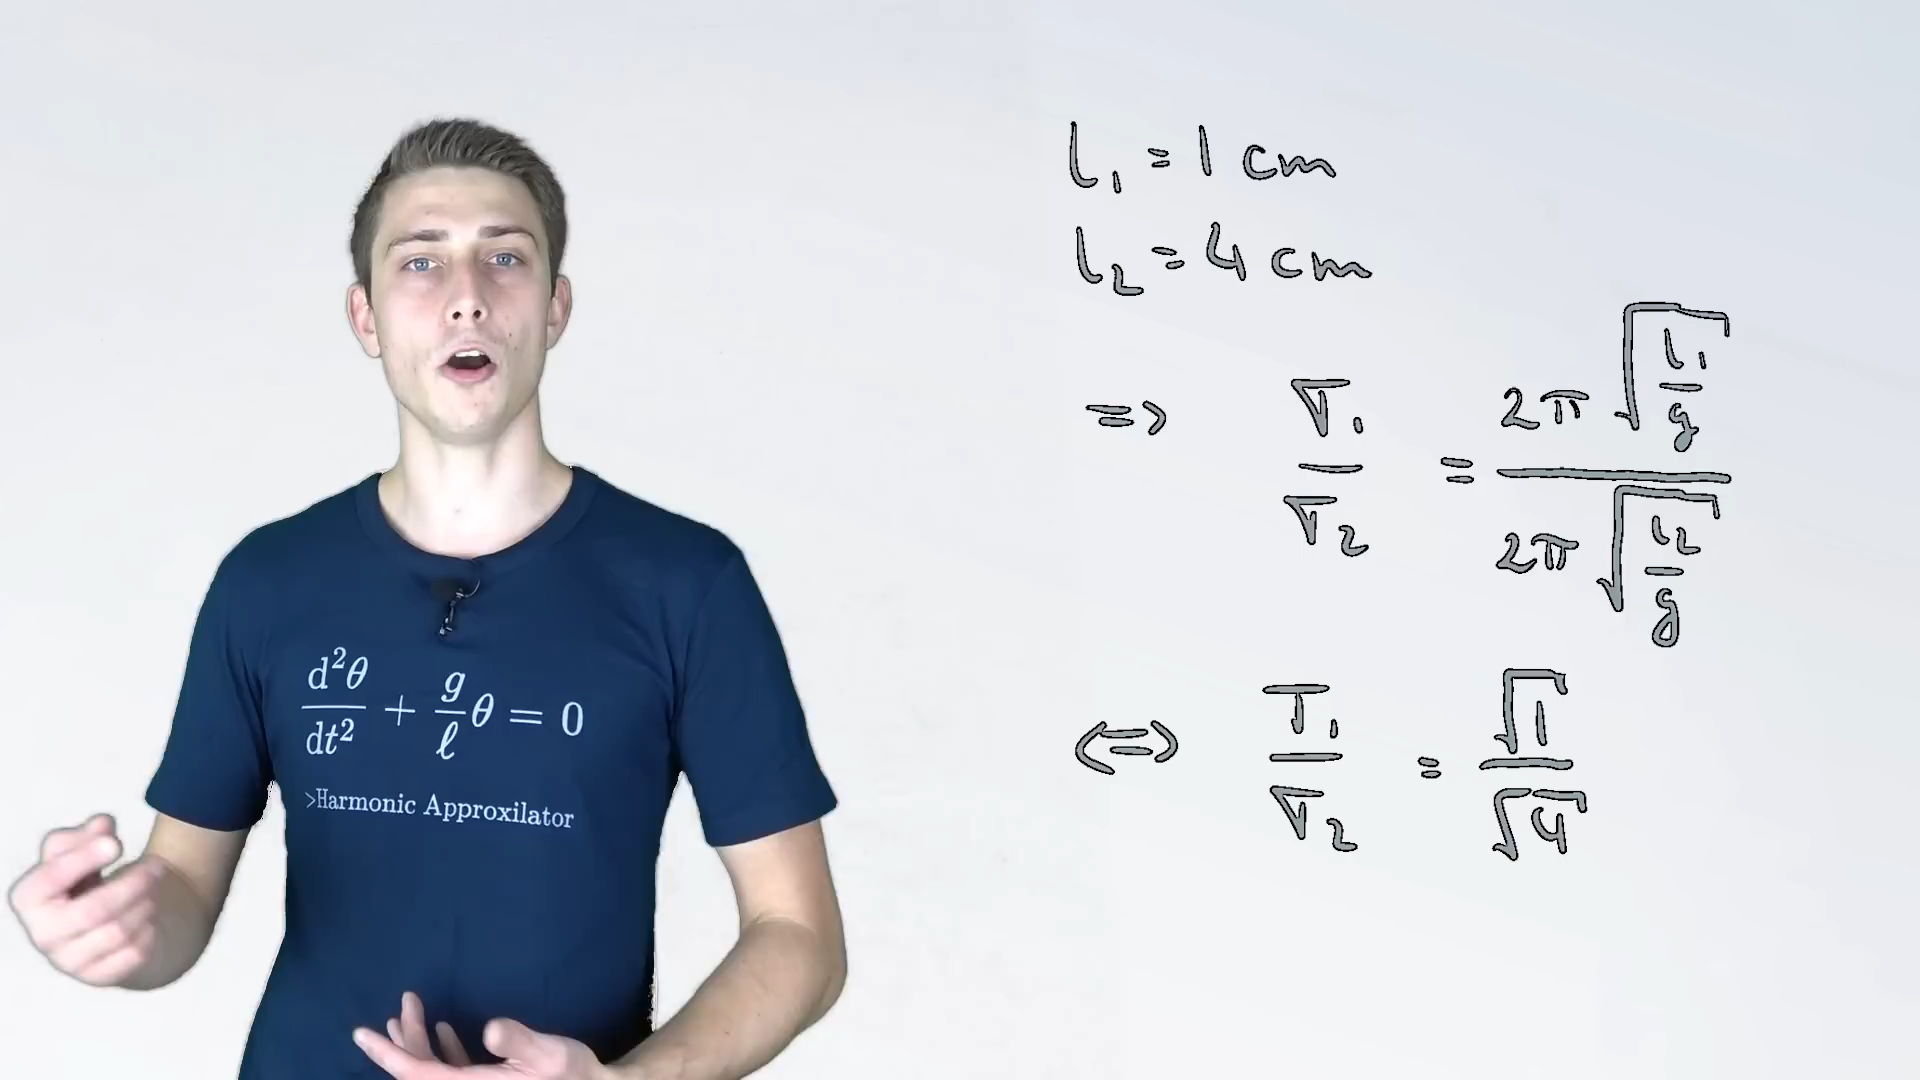 d²θ/dt² + g/ℓ θ = 0
>Harmonic Approxilator
l₁ = 1 cm
l₂ = 4 cm
=> T₁/T₂ = 2π √(l₁/g) / 2π √(l₂/g)
<=> T₁/T₂ = √1/√4